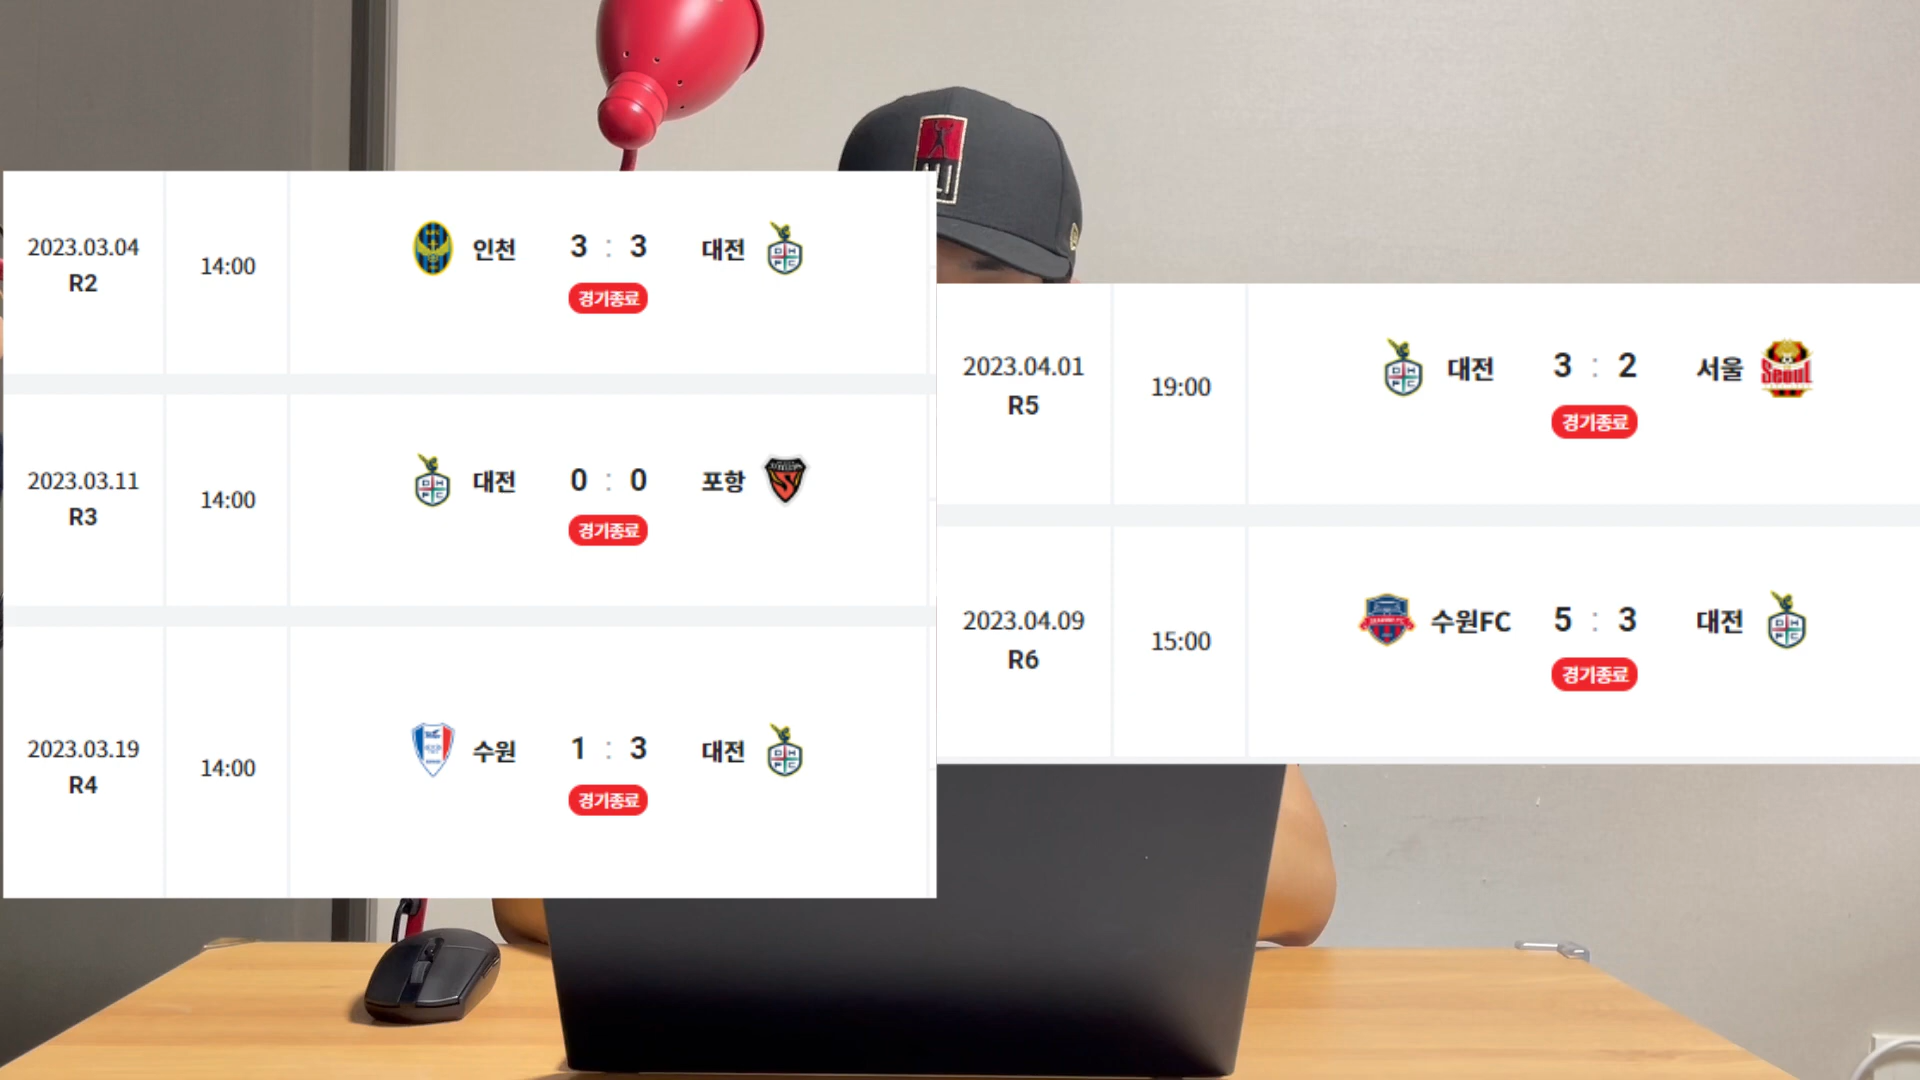 2023.03.04
R2
14:00
인천 3 : 3 대전
경기종료
2023.03.11
R3
14:00
대전 0 : 0 포항
경기종료
2023.03.19
R4
14:00
수원 1 : 3 대전
경기종료
2023.04.01
R5
19:00
대전 3 : 2 서울
Seoul
경기종료
2023.04.09
R6
15:00
수원FC 5 : 3 대전
경기종료